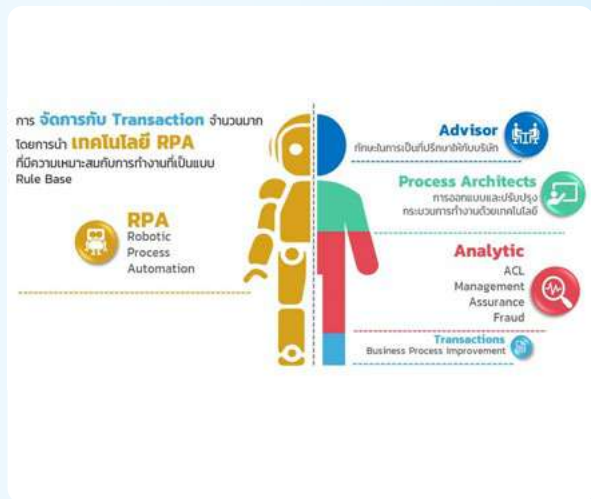 การ จัดการกับ Transaction จำนวนมาก
โดยการนำ เทคโนโลยี RPA
ที่มีความเหมาะสมกับการทำงานที่เป็นแบบ
Rule Base
RPA
Robotic
Process
Automation
Advisor
ทักษะในการเป็นที่ปรึกษาให้กับบริษัท
Process Architects
การออกแบบและปรับปรุง
กระบวนการทำงานด้วยเทคโนโลยี
Analytic
ACL
Management
Assurance
Fraud
Transactions
Business Process Improvement